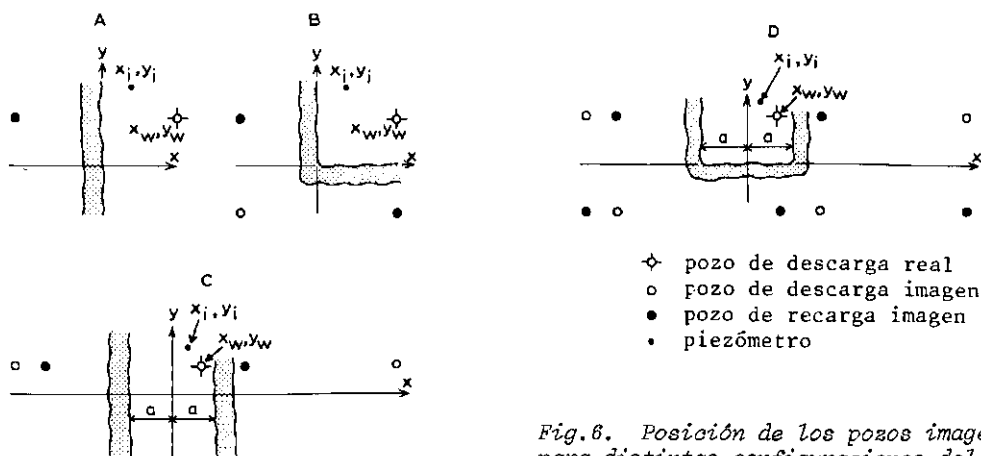 A
y
x_i, y_i
x_w, y_w
x
B
y
x_i, y_i
x_w, y_w
x
C
y
x_i, y_i
x_w, y_w
x
a
a
D
y
x_i, y_i
x_w, y_w
x
a
a
pozo de descarga real
pozo de descarga imagen
pozo de recarga imagen
piezómetro
Fig.6. Posición de los pozos imagen
para distintas configuraciones del